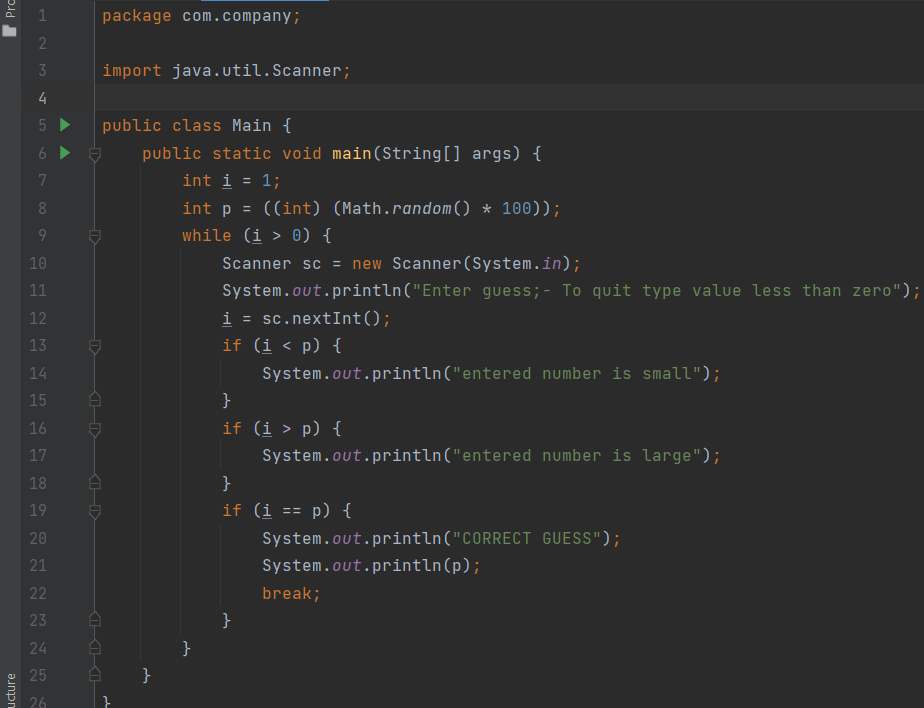 1 package com.company;
2
3 import java.util.Scanner;
4
5 public class Main {
6     public static void main(String[] args) {
7         int i = 1;
8         int p = ((int) (Math.random() * 100));
9         while (i > 0) {
10             Scanner sc = new Scanner(System.in);
11             System.out.println("Enter guess;- To quit type value less than zero");
12             i = sc.nextInt();
13             if (i < p) {
14                 System.out.println("entered number is small");
15             }
16             if (i > p) {
17                 System.out.println("entered number is large");
18             }
19             if (i == p) {
20                 System.out.println("CORRECT GUESS");
21                 System.out.println(p);
22                 break;
23             }
24         }
25     }
26 }